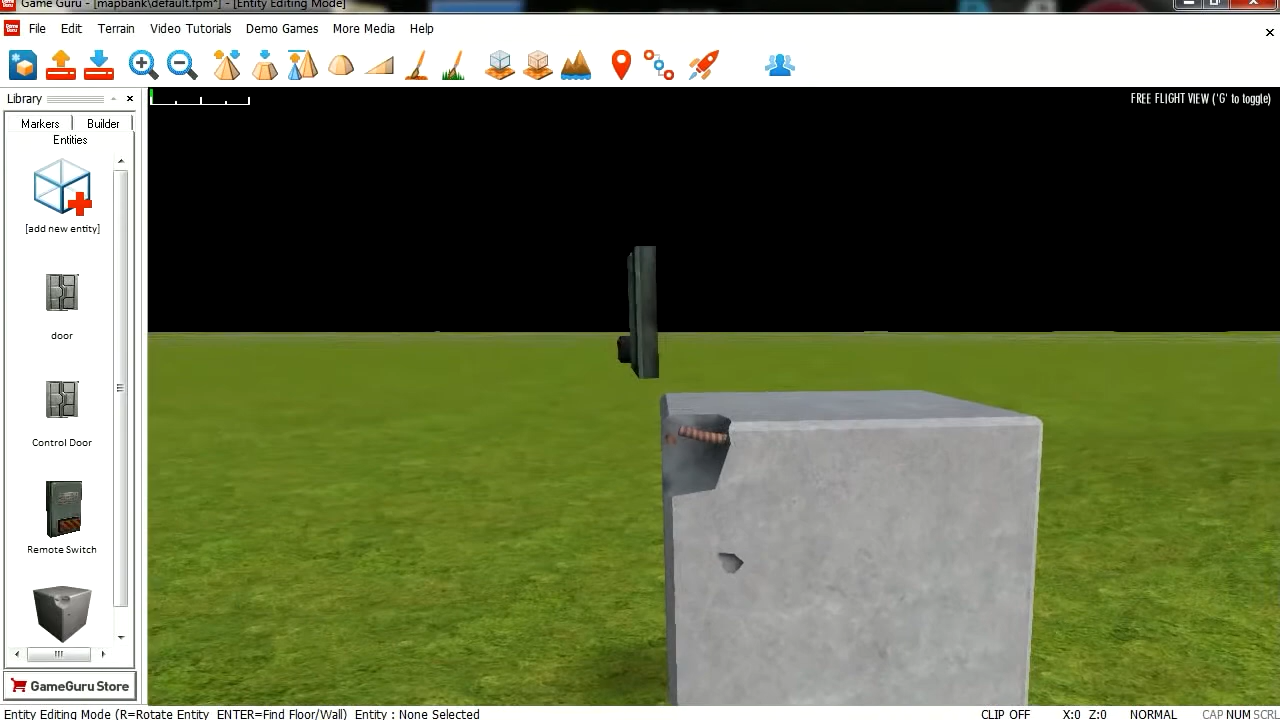 Game Guru - [mapbank\default.fpm*] - [Entity Editing Mode]
File Edit Terrain Video Tutorials Demo Games More Media Help
Library
FREE FLIGHT VIEW ('G' to toggle)
Markers Builder
Entities
[add new entity]
door
Control Door
Remote Switch
GameGuru Store
Entity Editing Mode (R=Rotate Entity ENTER=Find Floor/Wall) Entity : None Selected CLIP OFF X:0 Z:0 NORMAL CAP NUM SCRL